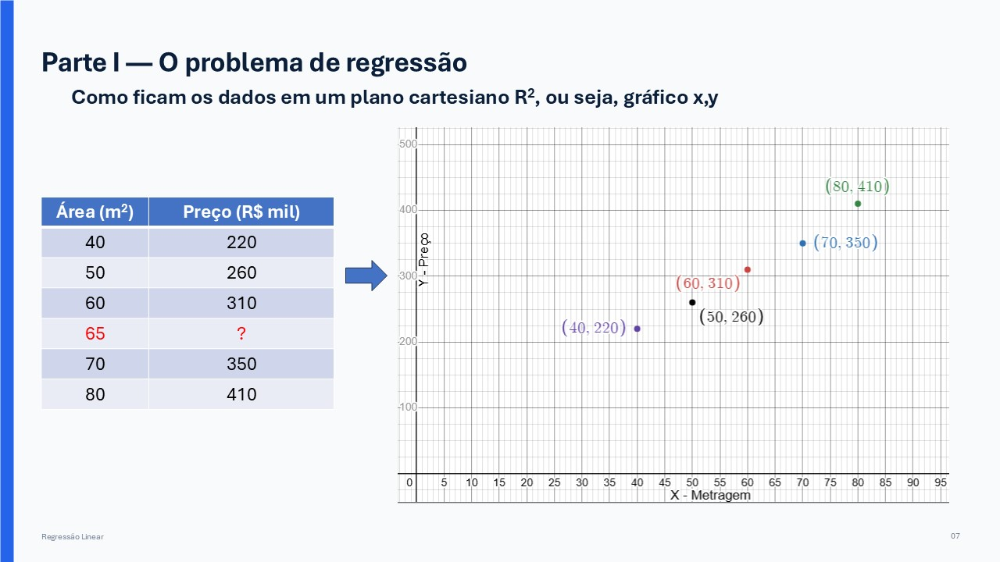 Parte I — O problema de regressão
Como ficam os dados em um plano cartesiano R², ou seja, gráfico x,y
Área (m²) Preço (R$ mil)
40 220
50 260
60 310
65 ?
70 350
80 410
500
400
300
200
100
Y - Preço
(80, 410)
(70, 350)
(60, 310)
(50, 260)
(40, 220)
0 5 10 15 20 25 30 35 40 45 50 55 60 65 70 75 80 85 90 95
X - Metragem
Regressão Linear
07